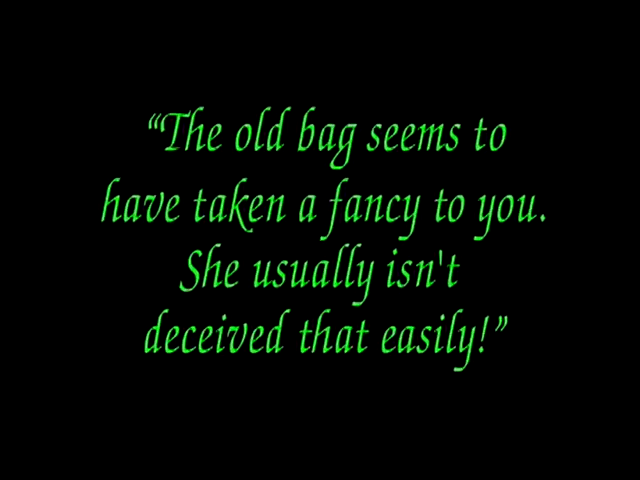 “The old bag seems to
have taken a fancy to you.
She usually isn't
deceived that easily!”